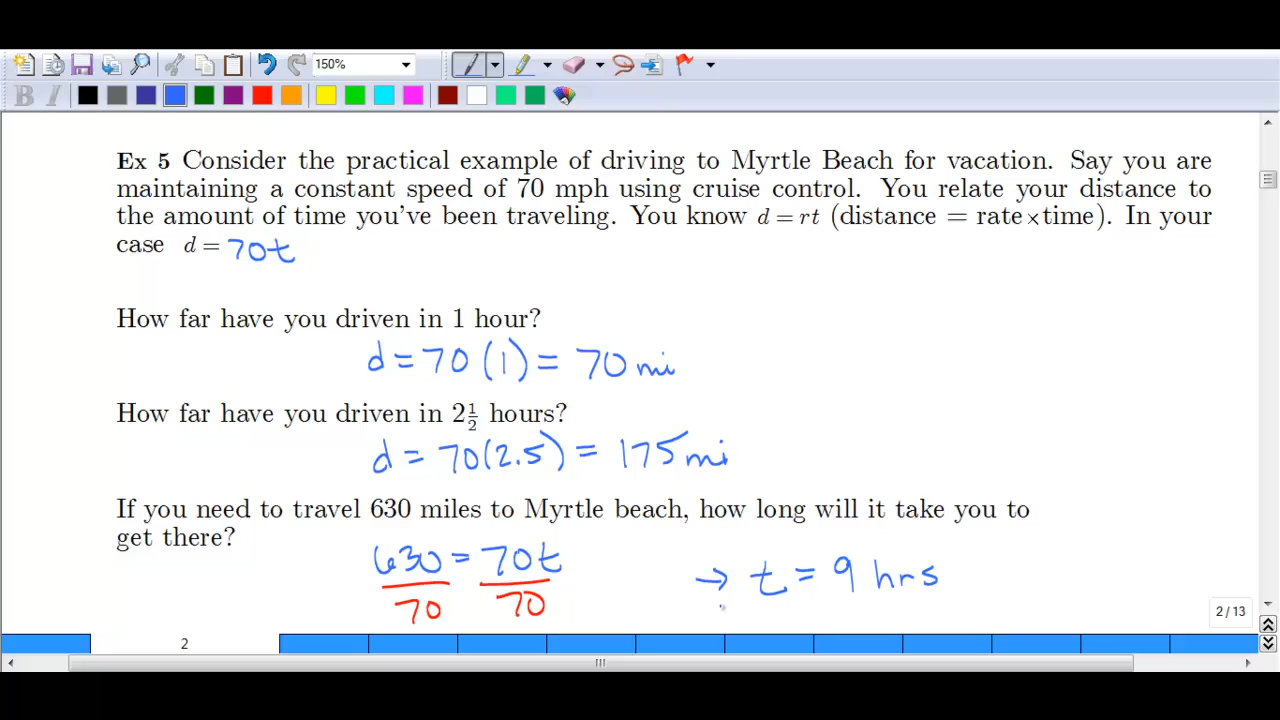 150%
B I
Ex 5 Consider the practical example of driving to Myrtle Beach for vacation. Say you are
maintaining a constant speed of 70 mph using cruise control. You relate your distance to
the amount of time you've been traveling. You know d = rt (distance = rate×time). In your
case d = 70t
How far have you driven in 1 hour?
d = 70 (1) = 70 mi
How far have you driven in 2 1/2 hours?
d = 70(2.5) = 175 mi
If you need to travel 630 miles to Myrtle beach, how long will it take you to
get there?
630 = 70t
70 70
→ t = 9 hrs
2 / 13
2